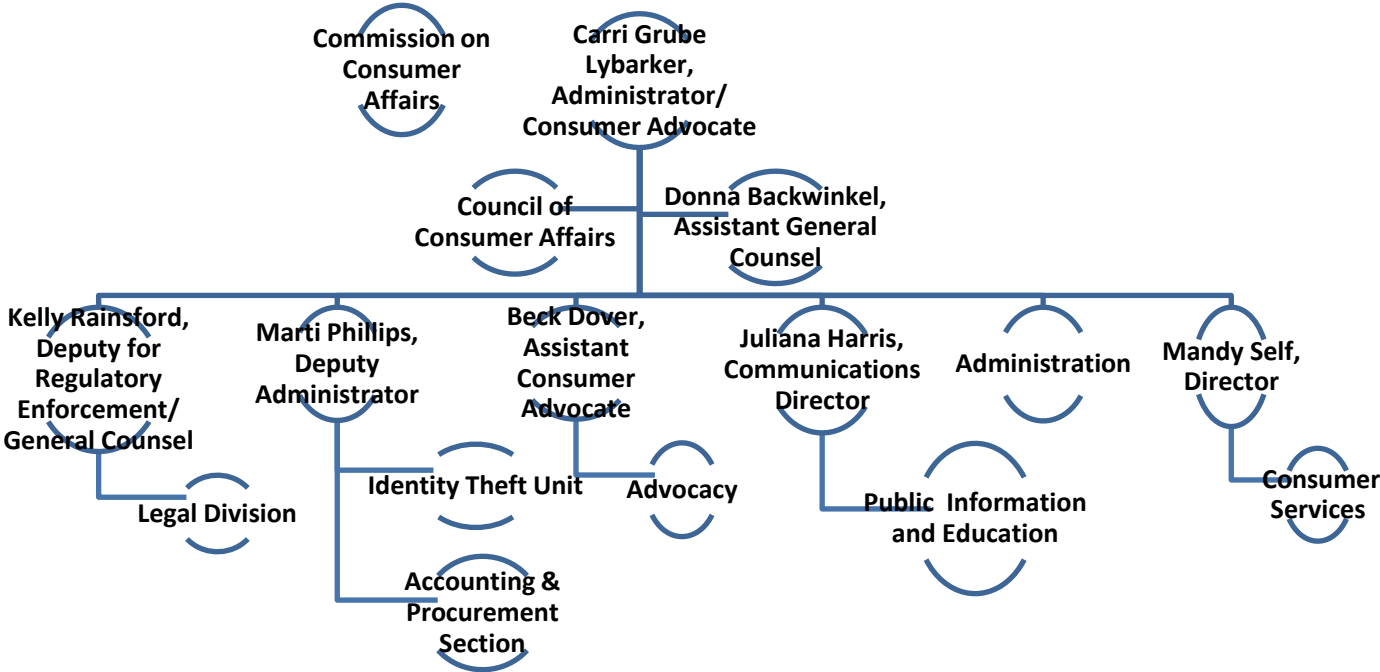 Commission on
Consumer
Affairs
Carri Grube
Lybarker,
Administrator/
Consumer Advocate
Council of
Consumer Affairs
Donna Backwinkel,
Assistant General
Counsel
Kelly Rainsford,
Deputy for
Regulatory
Enforcement/
General Counsel
Marti Phillips,
Deputy
Administrator
Beck Dover,
Assistant
Consumer
Advocate
Juliana Harris,
Communications
Director
Administration
Mandy Self,
Director
Legal Division
Identity Theft Unit
Accounting &
Procurement
Section
Advocacy
Public Information
and Education
Consumer
Services